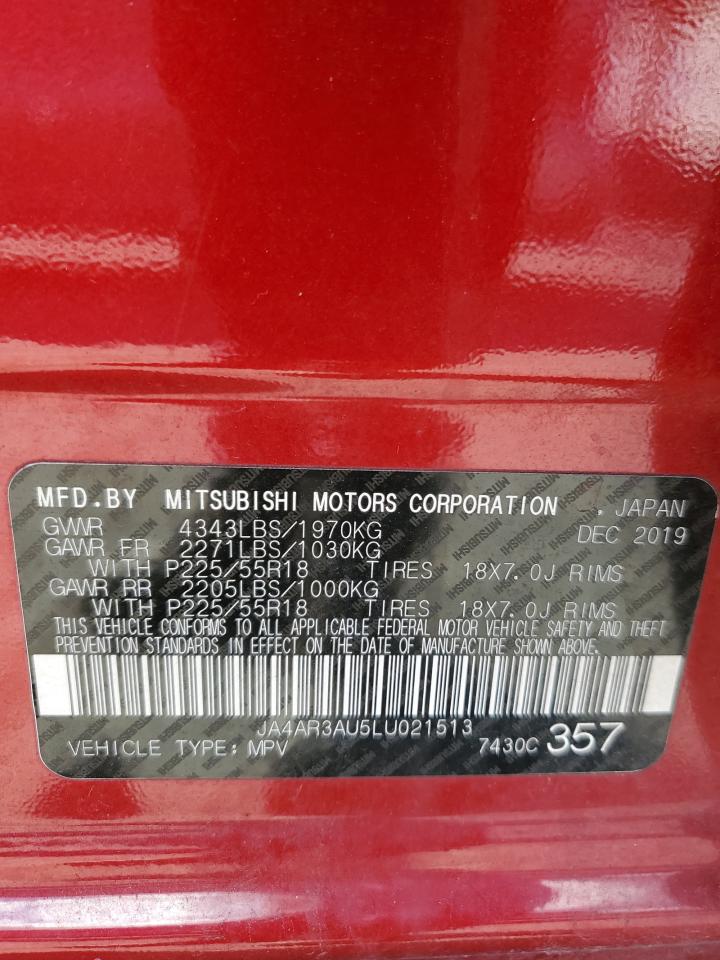 MFD.BY MITSUBISHI MOTORS CORPORATION . JAPAN
GVWR 4343LBS/1970KG DEC 2019
GAWR FR 2271LBS/1030KG
WITH P225/55R18 TIRES 18X7.0J RIMS
GAWR RR 2205LBS/1000KG
WITH P225/55R18 TIRES 18X7.0J RIMS
THIS VEHICLE CONFORMS TO ALL APPLICABLE FEDERAL MOTOR VEHICLE SAFETY AND THEFT
PREVENTION STANDARDS IN EFFECT ON THE DATE OF MANUFACTURE SHOWN ABOVE.
JA4AR3AU5LU021513
VEHICLE TYPE: MPV 7430C 357